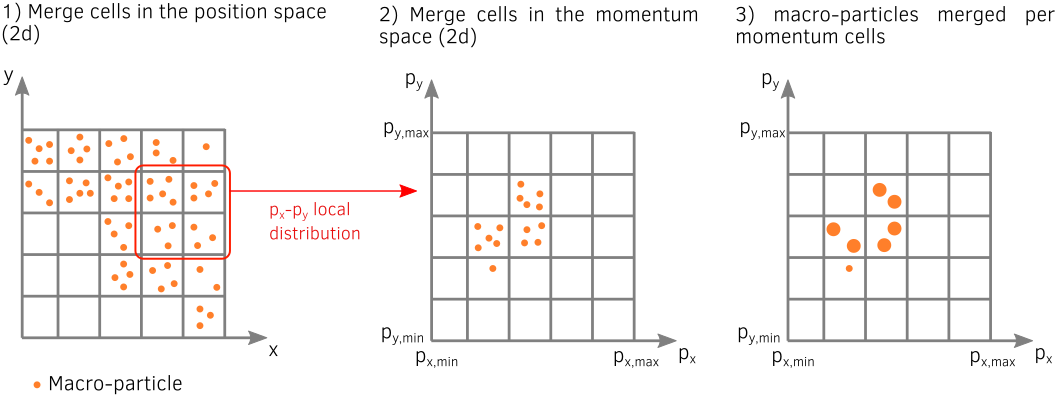 1) Merge cells in the position space
(2d)
2) Merge cells in the momentum
space (2d)
3) macro-particles merged per
momentum cells
y
x
px-py local
distribution
Macro-particle
py
py,max
py,min
px,min
px,max
px
py
py,max
py,min
px,min
px,max
px